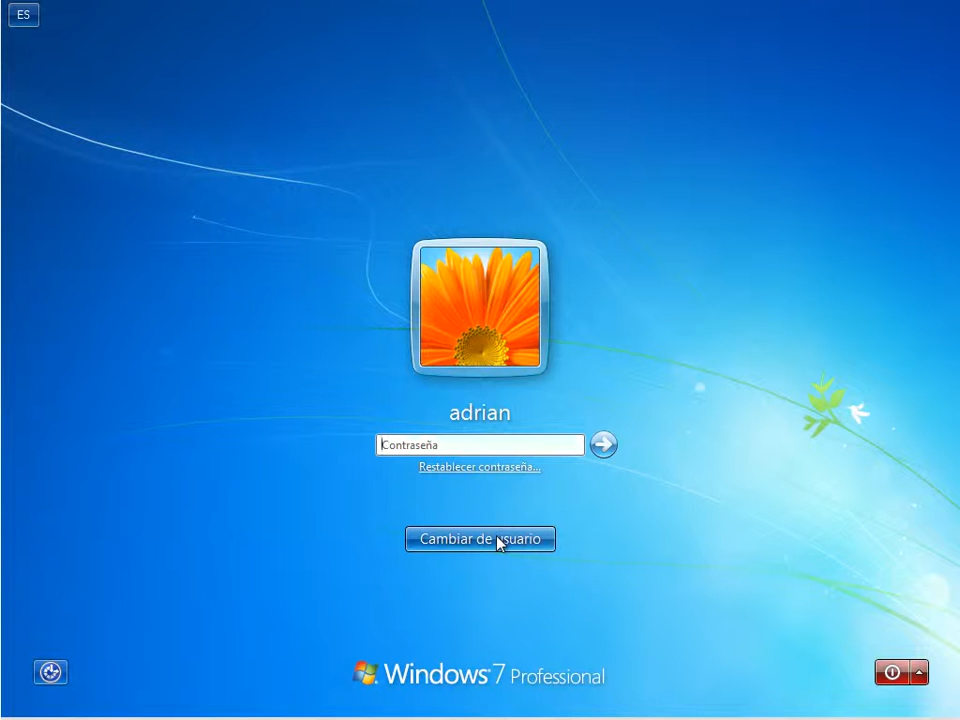 ES
adrian
Contraseña
Restablecer contraseña...
Cambiar de usuario
Windows 7 Professional